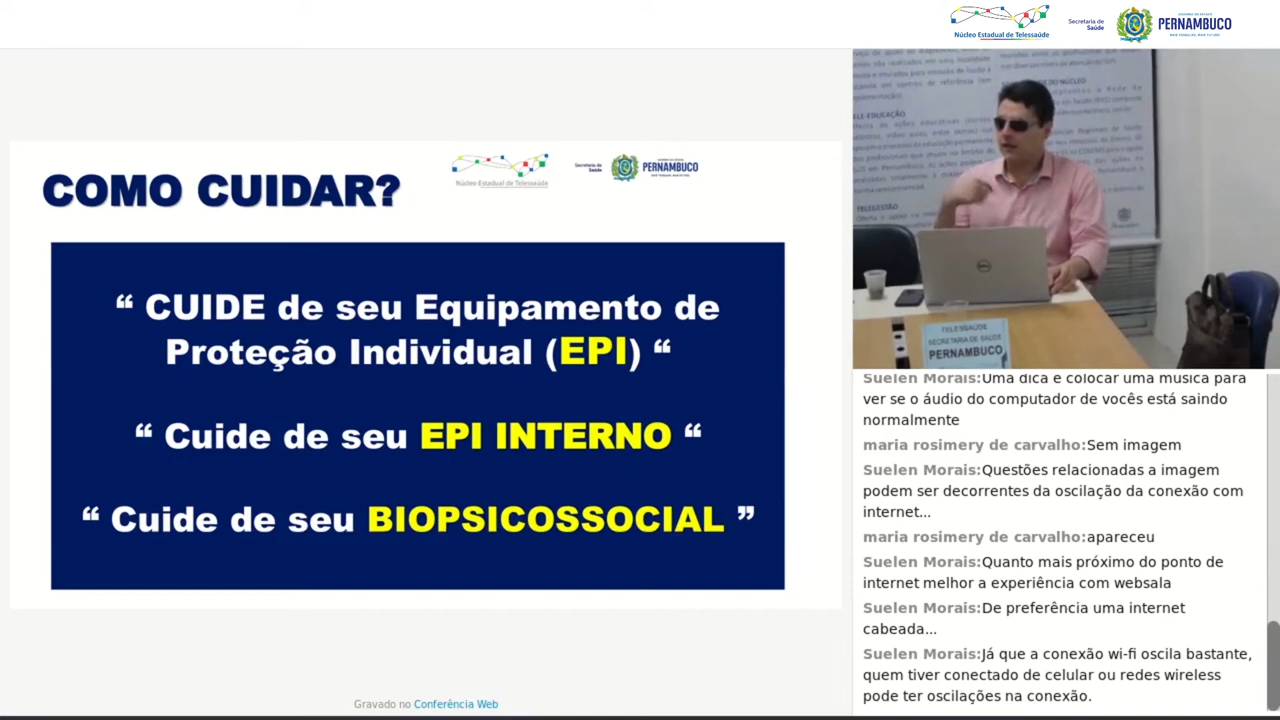 Núcleo Estadual de Telessaúde
Secretaria de
Saúde
PERNAMBUCO
COMO CUIDAR?
Núcleo Estadual de Telessaúde
Secretaria de
Saúde
PERNAMBUCO
“ CUIDE de seu Equipamento de
Proteção Individual (EPI) “
“ Cuide de seu EPI INTERNO “
“ Cuide de seu BIOPSICOSSOCIAL ”
Gravado no Conferência Web
TELEGESTÃO
TELESSAÚDE
SECRETARIA DE SAÚDE
PERNAMBUCO
Suelen Morais:Uma dica e colocar uma musica para
ver se o áudio do computador de vocês está saindo
normalmente
maria rosimery de carvalho:Sem imagem
Suelen Morais:Questões relacionadas a imagem
podem ser decorrentes da oscilação da conexão com
internet...
maria rosimery de carvalho:apareceu
Suelen Morais:Quanto mais próximo do ponto de
internet melhor a experiência com websala
Suelen Morais:De preferência uma internet
cabeada...
Suelen Morais:Já que a conexão wi-fi oscila bastante,
quem tiver conectado de celular ou redes wireless
pode ter oscilações na conexão.